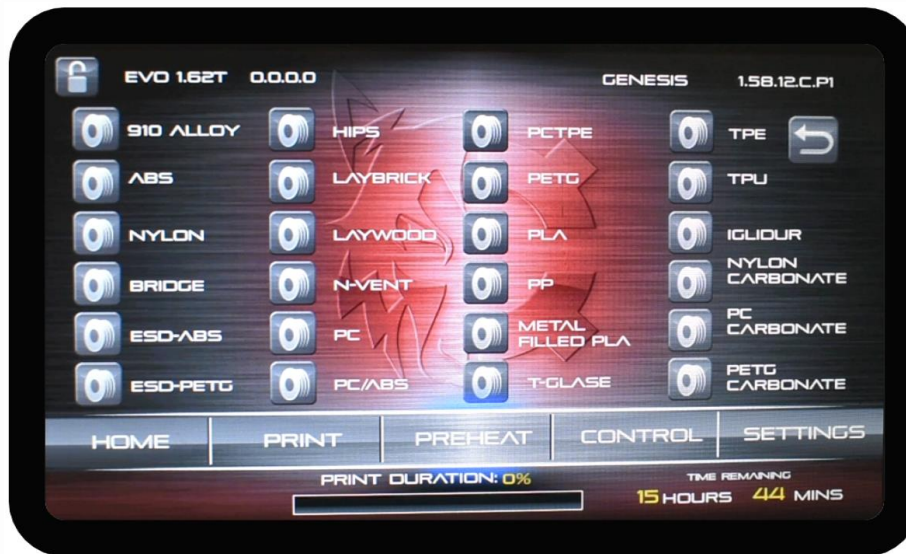 EVO 1.62T 0.0.0.0 GENESIS 1.58.12.C.P1
910 ALLOY HIPS PCTPE TPE
ABS LAYBRICK PETG TPU
NYLON LAYWOOD PLA IGLIDUR
BRIDGE N-VENT PP NYLON CARBONATE
ESD-ABS PC METAL FILLED PLA PC CARBONATE
ESD-PETG PC/ABS T-GLASE PETG CARBONATE
HOME PRINT PREHEAT CONTROL SETTINGS
PRINT DURATION: 0% TIME REMAINING
15 HOURS 44 MINS